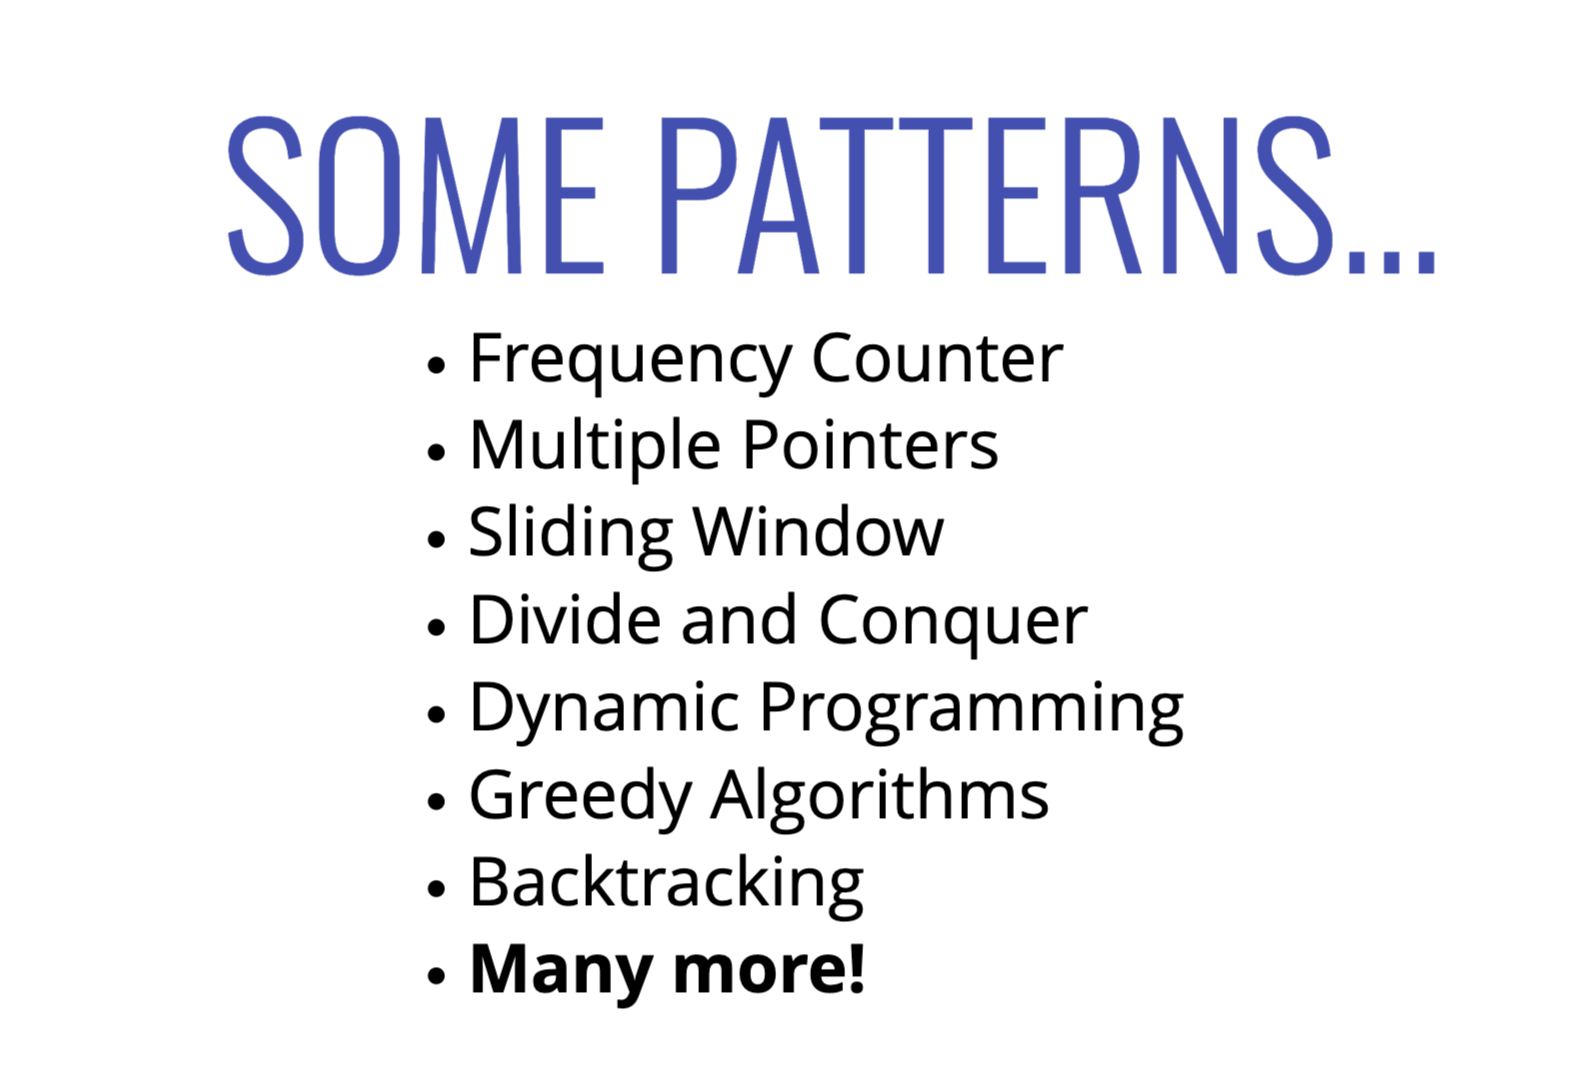 SOME PATTERNS...
• Frequency Counter
• Multiple Pointers
• Sliding Window
• Divide and Conquer
• Dynamic Programming
• Greedy Algorithms
• Backtracking
• Many more!